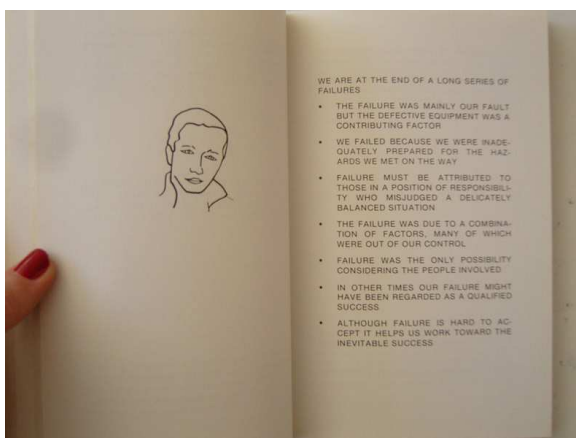 WE ARE AT THE END OF A LONG SERIES OF
FAILURES
• THE FAILURE WAS MAINLY OUR FAULT
BUT THE DEFECTIVE EQUIPMENT WAS A
CONTRIBUTING FACTOR
• WE FAILED BECAUSE WE WERE INADE-
QUATELY PREPARED FOR THE HAZ-
ARDS WE MET ON THE WAY
• FAILURE MUST BE ATTRIBUTED TO
THOSE IN A POSITION OF RESPONSIBILI-
TY WHO MISJUDGED A DELICATELY
BALANCED SITUATION
• THE FAILURE WAS DUE TO A COMBINA-
TION OF FACTORS, MANY OF WHICH
WERE OUT OF OUR CONTROL
• FAILURE WAS THE ONLY POSSIBILITY
CONSIDERING THE PEOPLE INVOLVED
• IN OTHER TIMES OUR FAILURE MIGHT
HAVE BEEN REGARDED AS A QUALIFIED
SUCCESS
• ALTHOUGH FAILURE IS HARD TO AC-
CEPT IT HELPS US WORK TOWARD THE
INEVITABLE SUCCESS